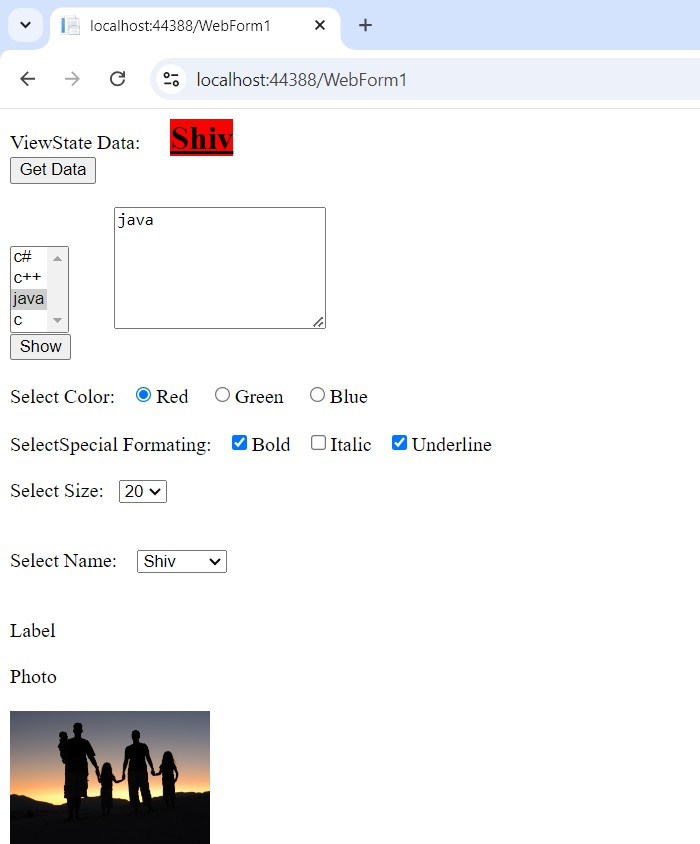 localhost:44388/WebForm1
localhost:44388/WebForm1
ViewState Data: Shiv
Get Data
java
c#
c++
java
c
Show
Select Color: Red Green Blue
SelectSpecial Formating: Bold Italic Underline
Select Size: 20
Select Name: Shiv
Label
Photo